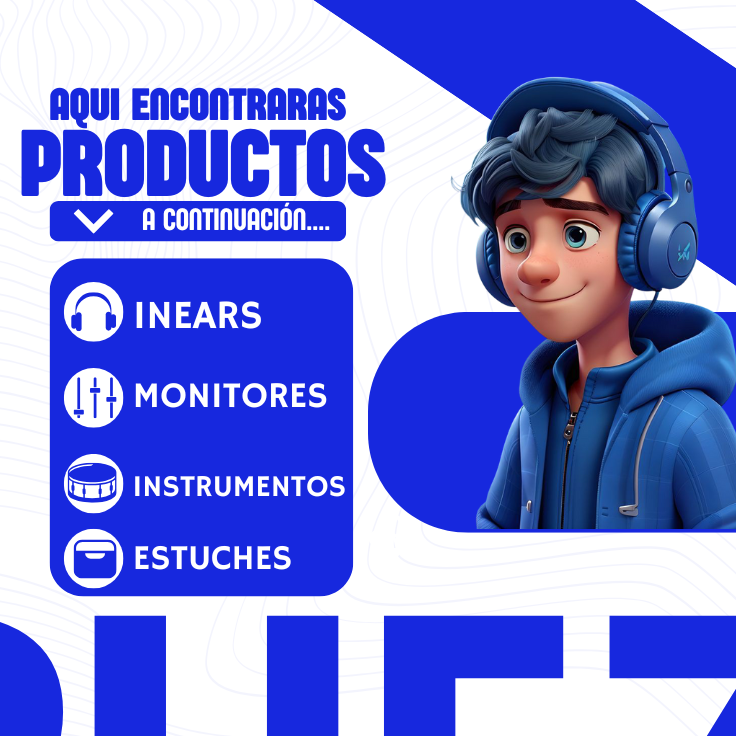 AQUI ENCONTRARAS
PRODUCTOS
A CONTINUACIÓN....
INEARS
MONITORES
INSTRUMENTOS
ESTUCHES